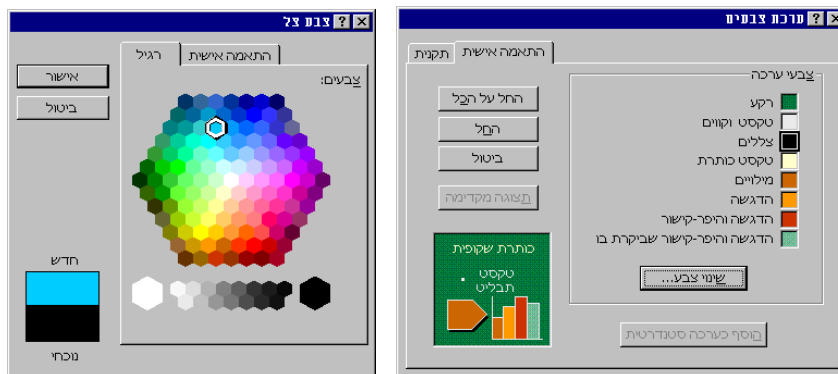 ערכת צבעים
התאמה אישית
תקנית
צבעי ערכה
רקע
טקסט וקווים
צללים
טקסט כותרת
מילויים
הדגשה
הדגשה והיפר-קישור
הדגשה והיפר-קישור שביקרת בו
שינוי צבע...
החל על הכל
החל
ביטול
תצוגה מקדימה
כותרת שקופית
• טקסט
תבליט
הוסף כערכה סטנדרטית
צבע צל
רגיל
התאמה אישית
צבעים:
אישור
ביטול
חדש
נוכחי